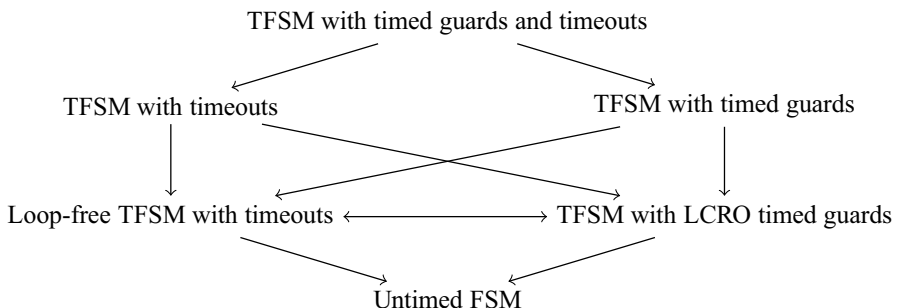 TFSM with timed guards and timeouts
TFSM with timeouts
TFSM with timed guards
Loop-free TFSM with timeouts
TFSM with LCRO timed guards
Untimed FSM